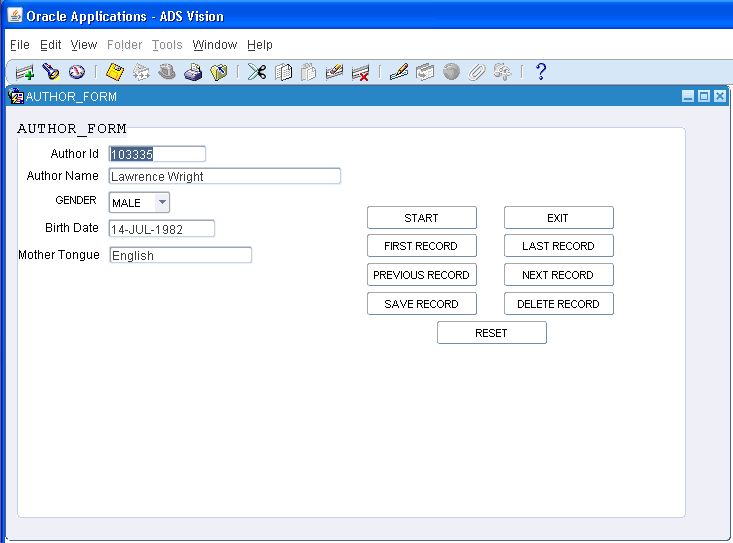 Oracle Applications - ADS Vision
File Edit View Folder Tools Window Help
AUTHOR_FORM
AUTHOR_FORM
Author Id 103335
Author Name Lawrence Wright
GENDER MALE
Birth Date 14-JUL-1982
Mother Tongue English
START EXIT
FIRST RECORD LAST RECORD
PREVIOUS RECORD NEXT RECORD
SAVE RECORD DELETE RECORD
RESET